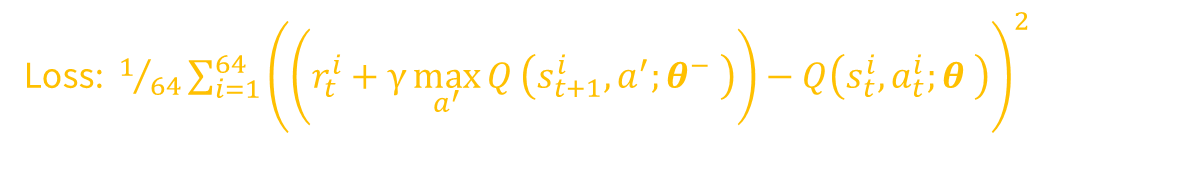 Loss: ¹⁄₆₄ ∑_{i=1}^{64} ( ( r_t^i + γ max_{a'} Q ( s_{t+1}^i, a'; θ⁻ ) ) − Q( s_t^i, a_t^i; θ ) )²